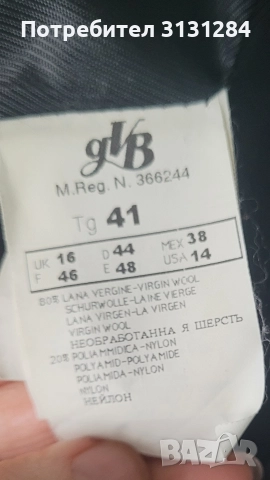 Потребител 3131284
gVB
M.Reg. N. 366244
Tg 41
UK 16 D 44 MEX 38
F 46 E 48 USA 14
80% LANA VERGINE-VIRGIN WOOL
SCHURWOLLE-LAINE VERGE
LANA VIRGEN-LA VIRGEN
VIRGIN WOOL
НЕОБРАБОТАННА Я ШЕРСТЬ
20% POLIAMMIDICA-NYLON
POLYAMID-POLYAMIDE
POLIAMIDA-NYLON
NYLON
НЕЙЛОН
BAZAR